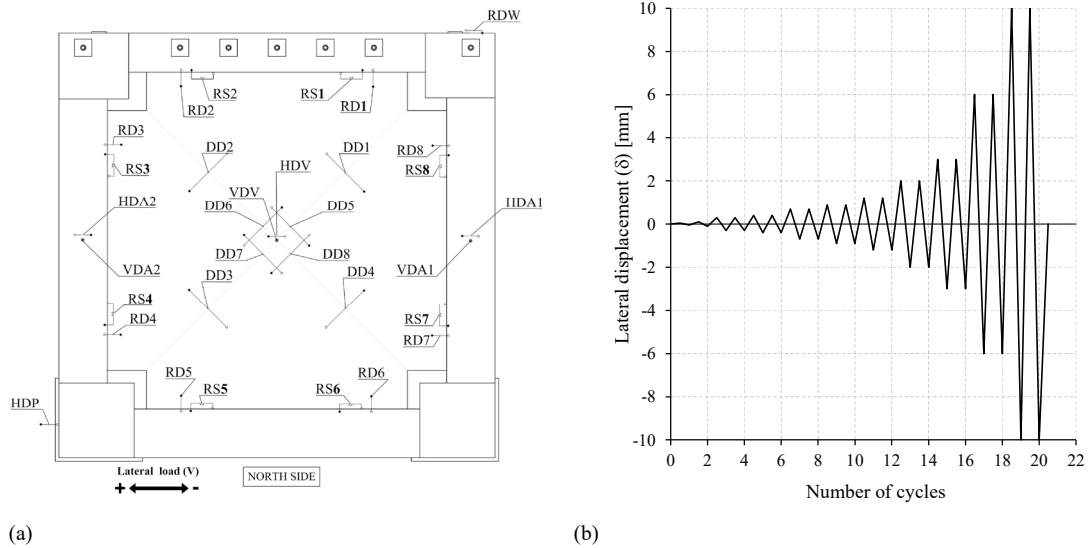 RDW
RS2
RS1
RD2
RD1
RD3
RS3
DD2
DD1
RD8
RS8
HDV
VDV
HDA2
HDA1
DD6
DD5
VDA2
DD7
DD8
VDA1
DD3
DD4
RS4
RD4
RS7
RD7
RD5
RS5
RS6
RD6
HDP
Lateral load (V)
+ -
NORTH SIDE
(a)
Lateral displacement (δ) [mm]
10
8
6
4
2
0
-2
-4
-6
-8
-10
0 2 4 6 8 10 12 14 16 18 20 22
Number of cycles
(b)